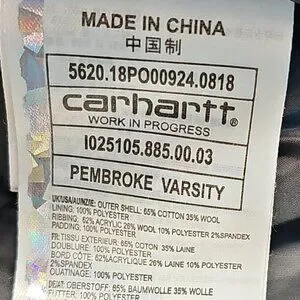 MADE IN CHINA
中国制
5620.18PO00924.0818
carhartt
WORK IN PROGRESS
I025105.885.00.03
PEMBROKE VARSITY
UK/USA/AUNZ/IE: OUTER SHELL: 65% COTTON 35% WOOL
LINING: 100% POLYESTER
RIBBING: 62% ACRYLIC 26% WOOL 10% POLYESTER 2%SPANDEX
PADDING: 100% POLYESTER
FR: TISSU EXTERIEUR: 65% COTON 35% LAINE
DOUBLURE: 100% POLYESTER
BORD CÔTE: 62%ACRYLIQUE 26% LAINE 10% POLYESTER
2%SPANDEX
OUATINAGE: 100% POLYESTER
DE/AT: OBERSTOFF: 65% BAUMWOLLE 35% WOLLE
FUTTER: 100% POLYESTER